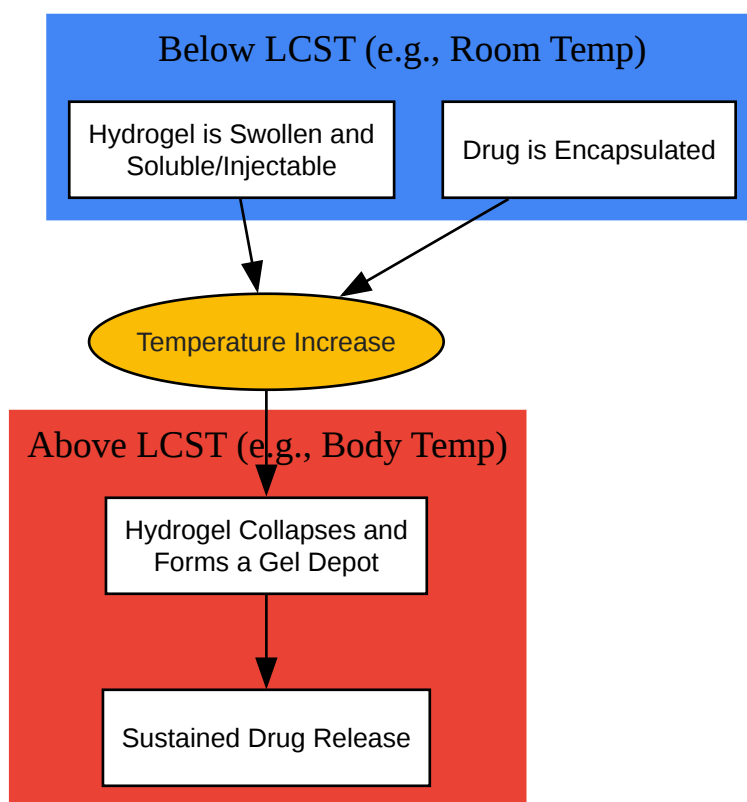 Below LCST (e.g., Room Temp)
Hydrogel is Swollen and
Soluble/Injectable
Drug is Encapsulated
Temperature Increase
Above LCST (e.g., Body Temp)
Hydrogel Collapses and
Forms a Gel Depot
Sustained Drug Release